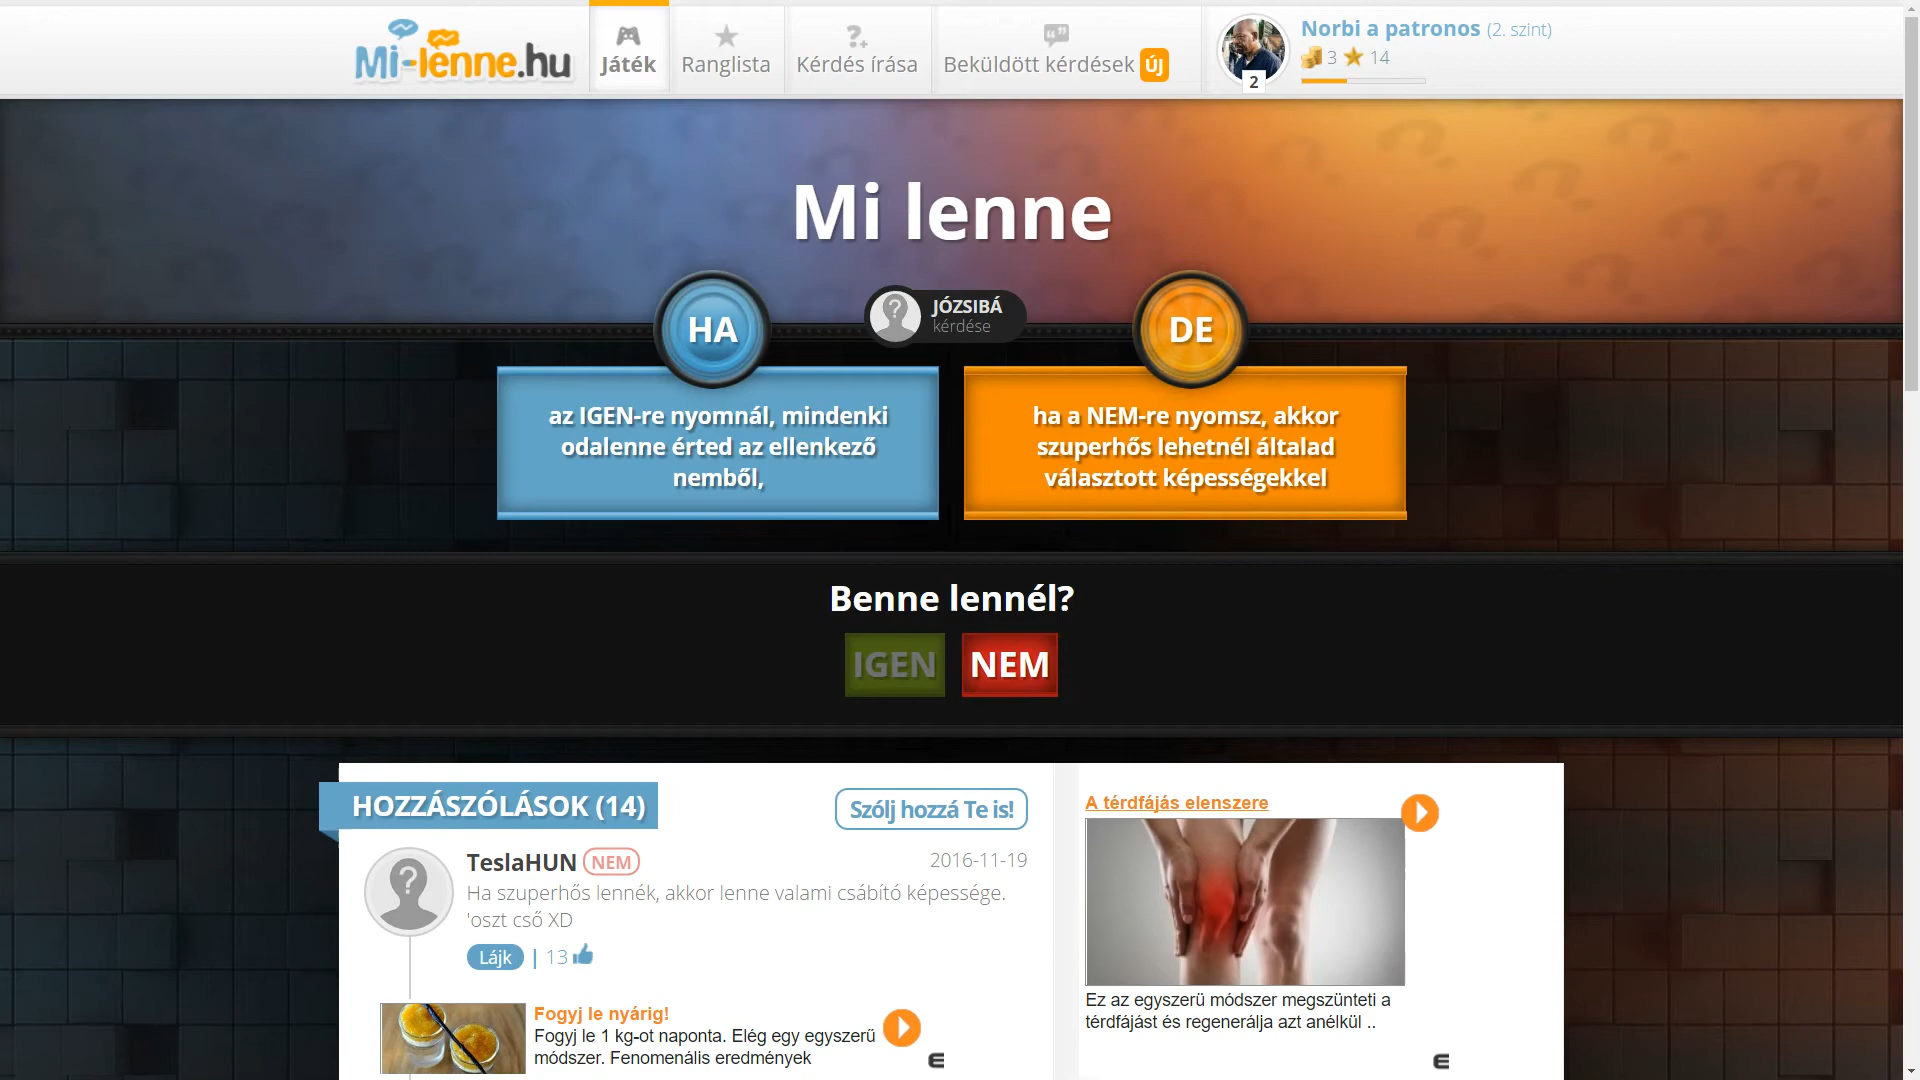 Mi-lenne.hu
Játék
Ranglista
Kérdés írása
Beküldött kérdések ÚJ
Norbi a patronos (2. szint)
3 14
2
Mi lenne
HA
JÓZSIBÁ
kérdése
DE
az IGEN-re nyomnál, mindenki
odalenne érted az ellenkező
nemből,
ha a NEM-re nyomsz, akkor
szuperhős lehetnél általad
választott képességekkel
Benne lennél?
IGEN NEM
HOZZÁSZÓLÁSOK (14)
Szólj hozzá Te is!
TeslaHUN NEM
2016-11-19
Ha szuperhős lennék, akkor lenne valami csábító képessége.
'oszt cső XD
Lájk | 13
Fogyj le nyárig!
Fogyj le 1 kg-ot naponta. Elég egy egyszerű
módszer. Fenomenális eredmények
A térdfájás elenszere
Ez az egyszerü módszer megszünteti a
térdfájást és regenerálja azt anélkül ..